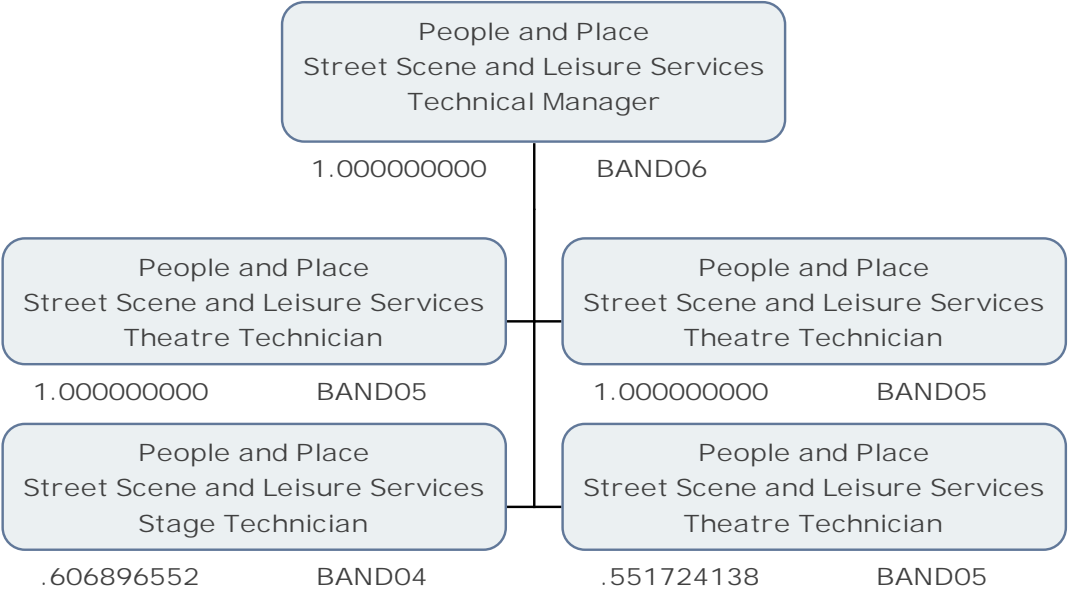 People and Place
Street Scene and Leisure Services
Technical Manager
1.000000000 BAND06
People and Place
Street Scene and Leisure Services
Theatre Technician
1.000000000 BAND05
People and Place
Street Scene and Leisure Services
Theatre Technician
1.000000000 BAND05
People and Place
Street Scene and Leisure Services
Stage Technician
.606896552 BAND04
People and Place
Street Scene and Leisure Services
Theatre Technician
.551724138 BAND05